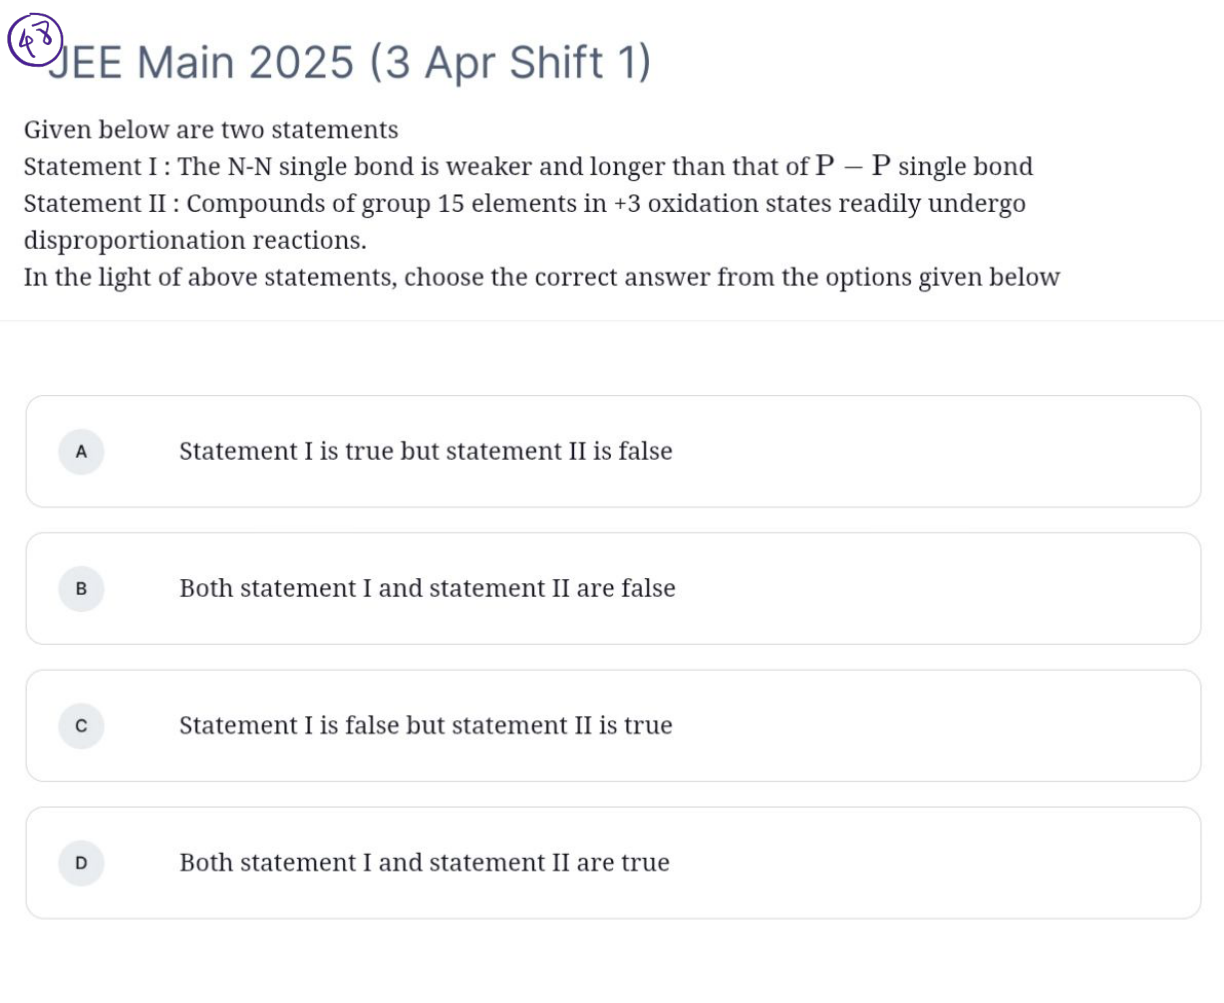 48
JEE Main 2025 (3 Apr Shift 1)
Given below are two statements
Statement I : The N-N single bond is weaker and longer than that of P − P single bond
Statement II : Compounds of group 15 elements in +3 oxidation states readily undergo
disproportionation reactions.
In the light of above statements, choose the correct answer from the options given below
A Statement I is true but statement II is false
B Both statement I and statement II are false
C Statement I is false but statement II is true
D Both statement I and statement II are true